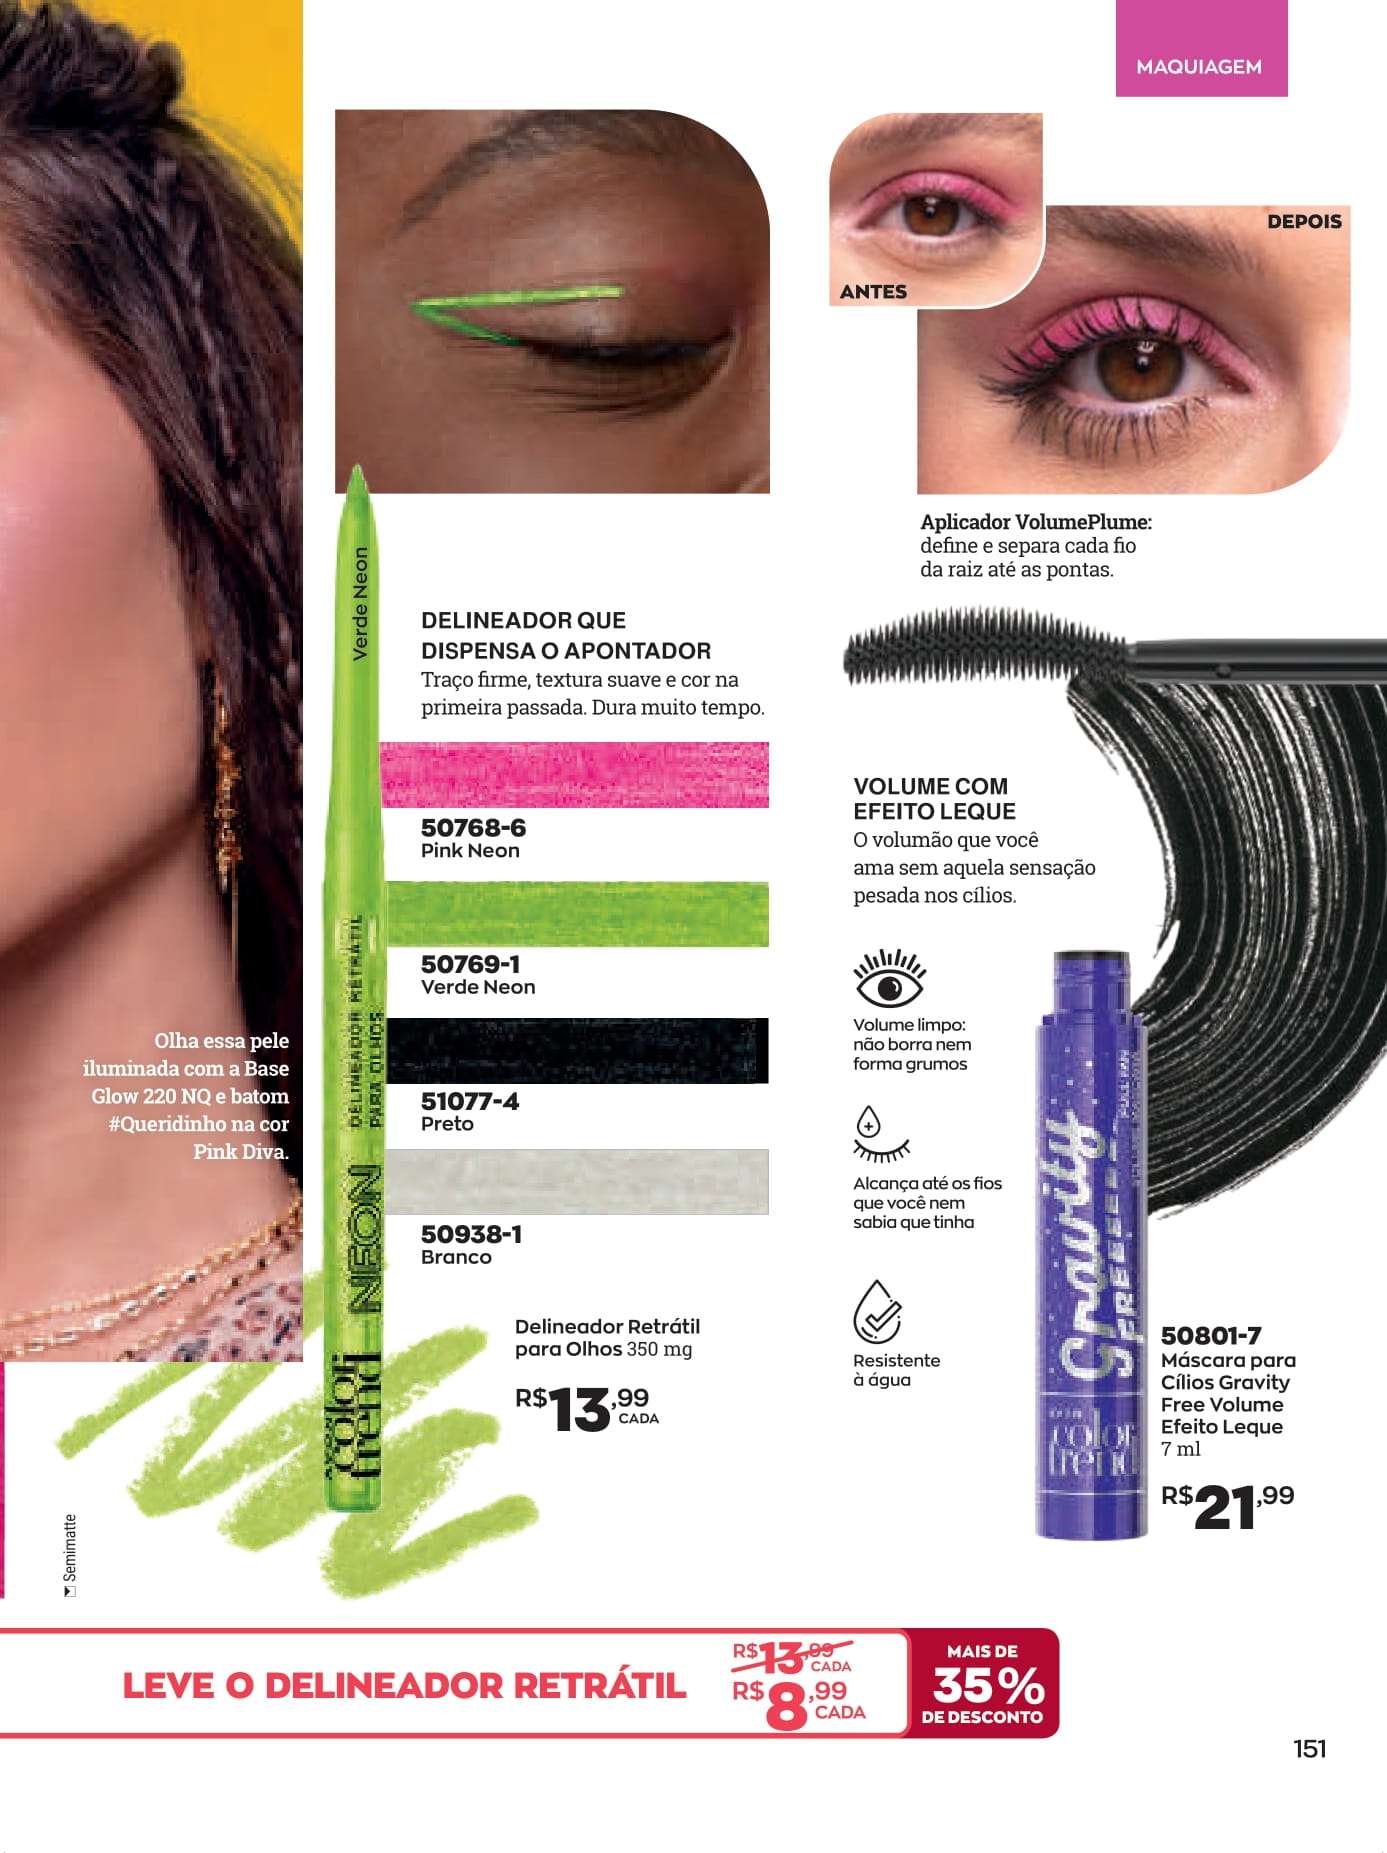 MAQUIAGEM
ANTES
DEPOIS
Aplicador VolumePlume:
define e separa cada fio
da raiz até as pontas.
Verde Neon
DELINEADOR QUE
DISPENSA O APONTADOR
Traço firme, textura suave e cor na
primeira passada. Dura muito tempo.
50768-6
Pink Neon
50769-1
Verde Neon
51077-4
Preto
50938-1
Branco
DELINEADOR RETRÁTIL
PARA OLHOS
NEON
color
trend
Delineador Retrátil
para Olhos 350 mg
R$13,99
CADA
Olha essa pele
iluminada com a Base
Glow 220 NQ e batom
#Queridinho na cor
Pink Diva.
Semimatte
VOLUME COM
EFEITO LEQUE
O volumão que você
ama sem aquela sensação
pesada nos cílios.
Volume limpo:
não borra nem
forma grumos
Alcança até os fios
que você nem
sabia que tinha
Resistente
à água
Gravity
FREE
color
trend
50801-7
Máscara para
Cílios Gravity
Free Volume
Efeito Leque
7 ml
R$21,99
LEVE O DELINEADOR RETRÁTIL
R$13,99
CADA
R$8,99
CADA
MAIS DE
35%
DE DESCONTO
151